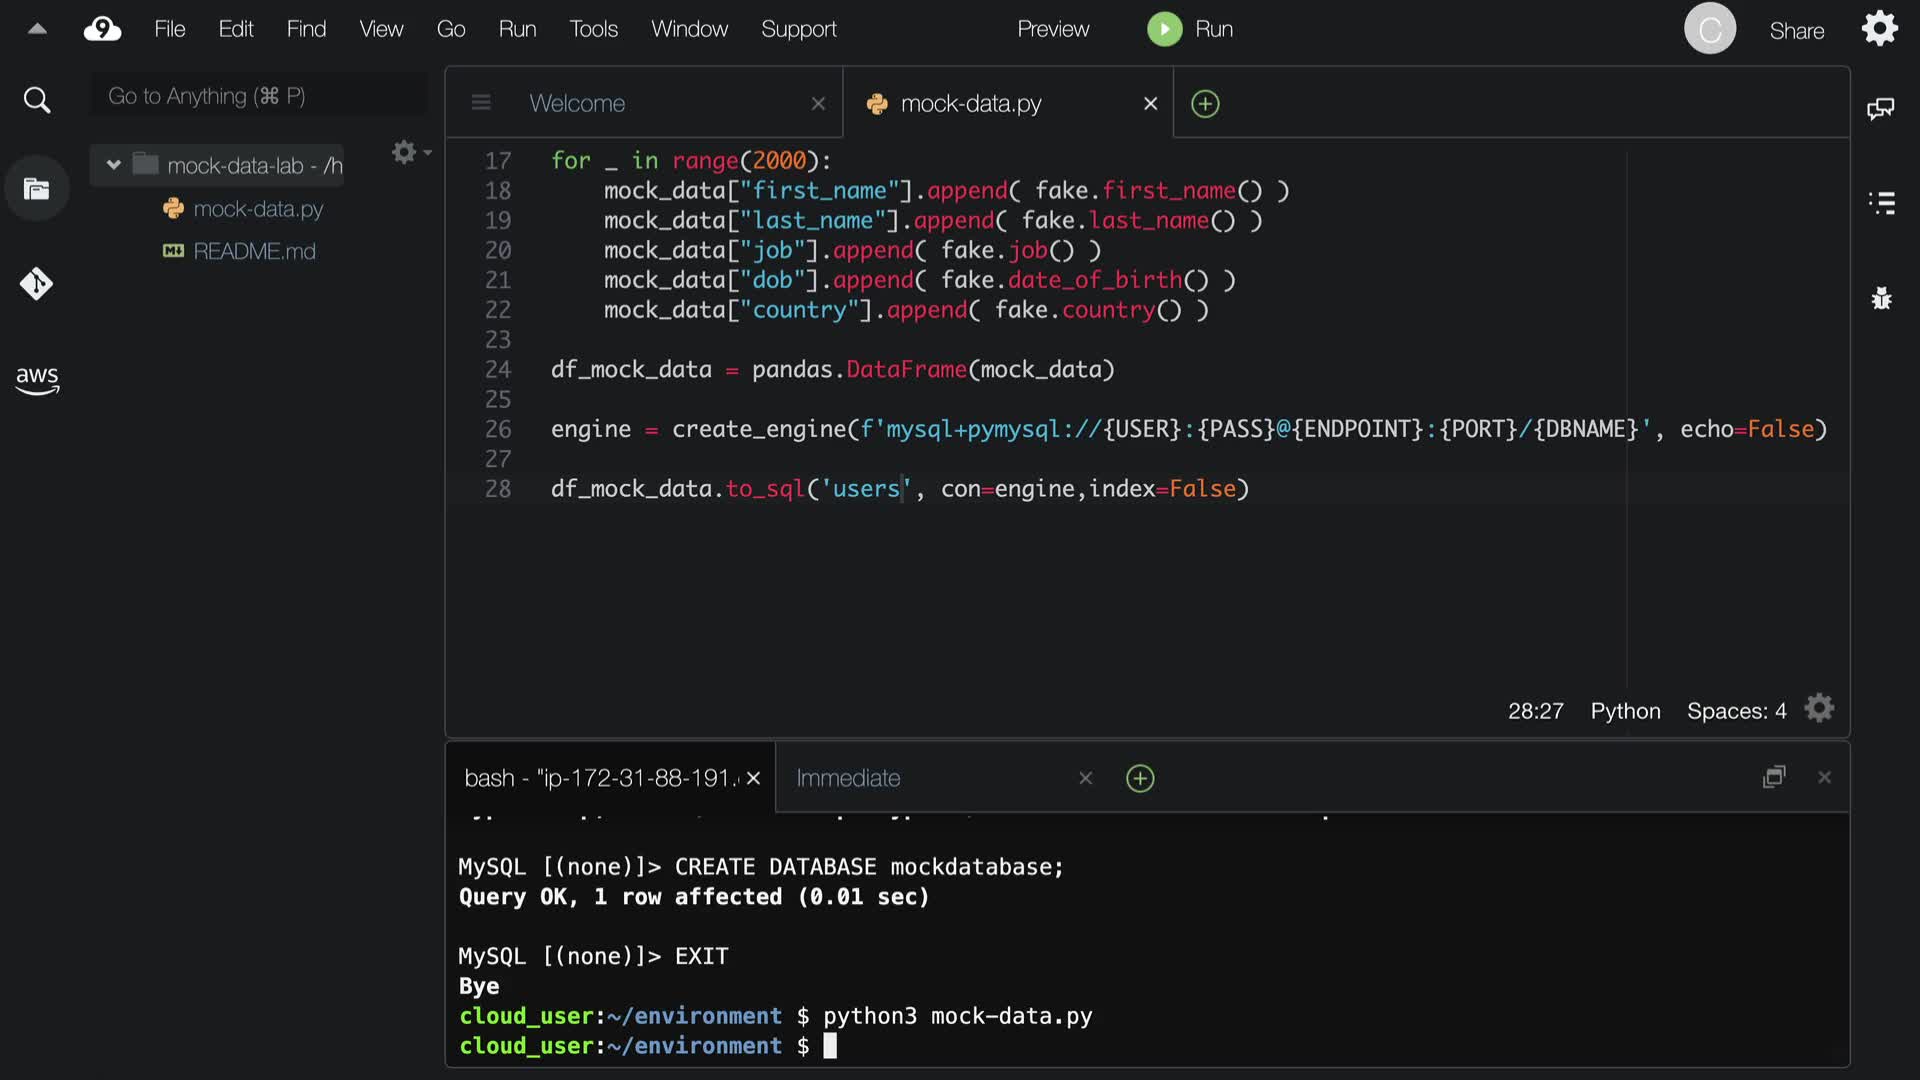 9 File Edit Find View Go Run Tools Window Support Preview Run C Share
Go to Anything (⌘ P)
mock-data-lab - /h
mock-data.py
README.md
aws
Welcome
mock-data.py
17 for _ in range(2000):
18     mock_data["first_name"].append( fake.first_name() )
19     mock_data["last_name"].append( fake.last_name() )
20     mock_data["job"].append( fake.job() )
21     mock_data["dob"].append( fake.date_of_birth() )
22     mock_data["country"].append( fake.country() )
23
24 df_mock_data = pandas.DataFrame(mock_data)
25
26 engine = create_engine(f'mysql+pymysql://{USER}:{PASS}@{ENDPOINT}:{PORT}/{DBNAME}', echo=False)
27
28 df_mock_data.to_sql('users', con=engine,index=False)
28:27 Python Spaces: 4
bash - "ip-172-31-88-191.
Immediate
MySQL [(none)]> CREATE DATABASE mockdatabase;
Query OK, 1 row affected (0.01 sec)
MySQL [(none)]> EXIT
Bye
cloud_user:~/environment $ python3 mock-data.py
cloud_user:~/environment $